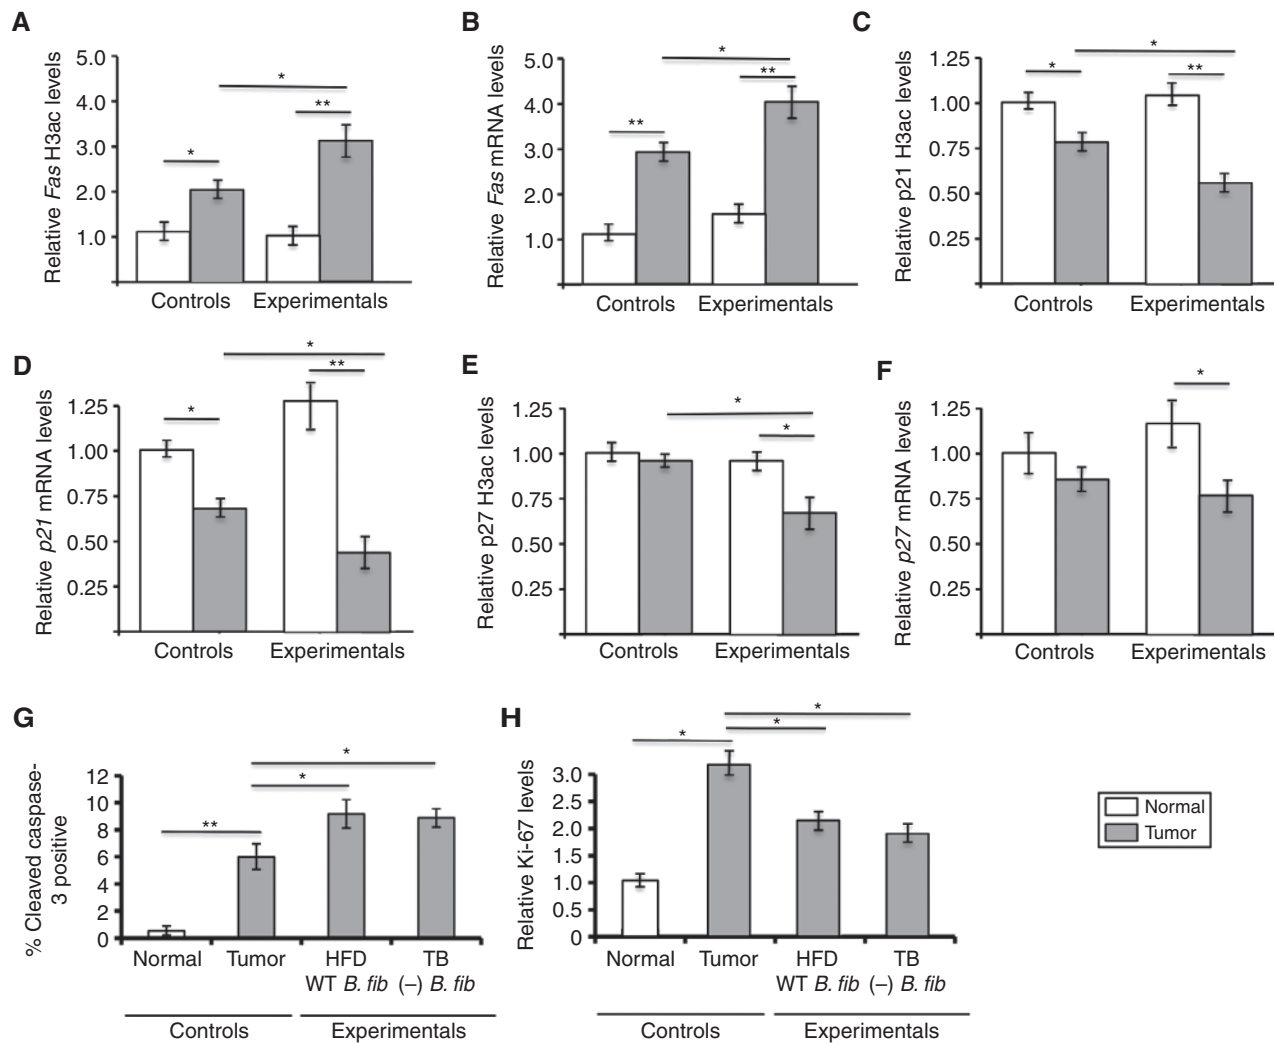 A
Relative Fas H3ac levels
5.0
4.0
3.0
2.0
1.0
*
**
*
Controls
Experimentals
B
Relative Fas mRNA levels
5.0
4.0
3.0
2.0
1.0
**
**
*
Controls
Experimentals
C
Relative p21 H3ac levels
1.25
1.00
0.75
0.50
0.25
*
**
*
Controls
Experimentals
D
Relative p21 mRNA levels
1.25
1.00
0.75
0.50
0.25
*
**
*
Controls
Experimentals
E
Relative p27 H3ac levels
1.25
1.00
0.75
0.50
0.25
*
*
Controls
Experimentals
F
Relative p27 mRNA levels
1.25
1.00
0.75
0.50
0.25
*
Controls
Experimentals
G
% Cleaved caspase-
3 positive
12
10
8
6
4
2
0
**
*
*
Normal
Tumor
HFD
WT B. fib
TB
(–) B. fib
Controls
Experimentals
H
Relative Ki-67 levels
3.0
2.5
2.0
1.5
1.0
0.5
0
*
*
*
Normal
Tumor
HFD
WT B. fib
TB
(–) B. fib
Controls
Experimentals
Normal
Tumor